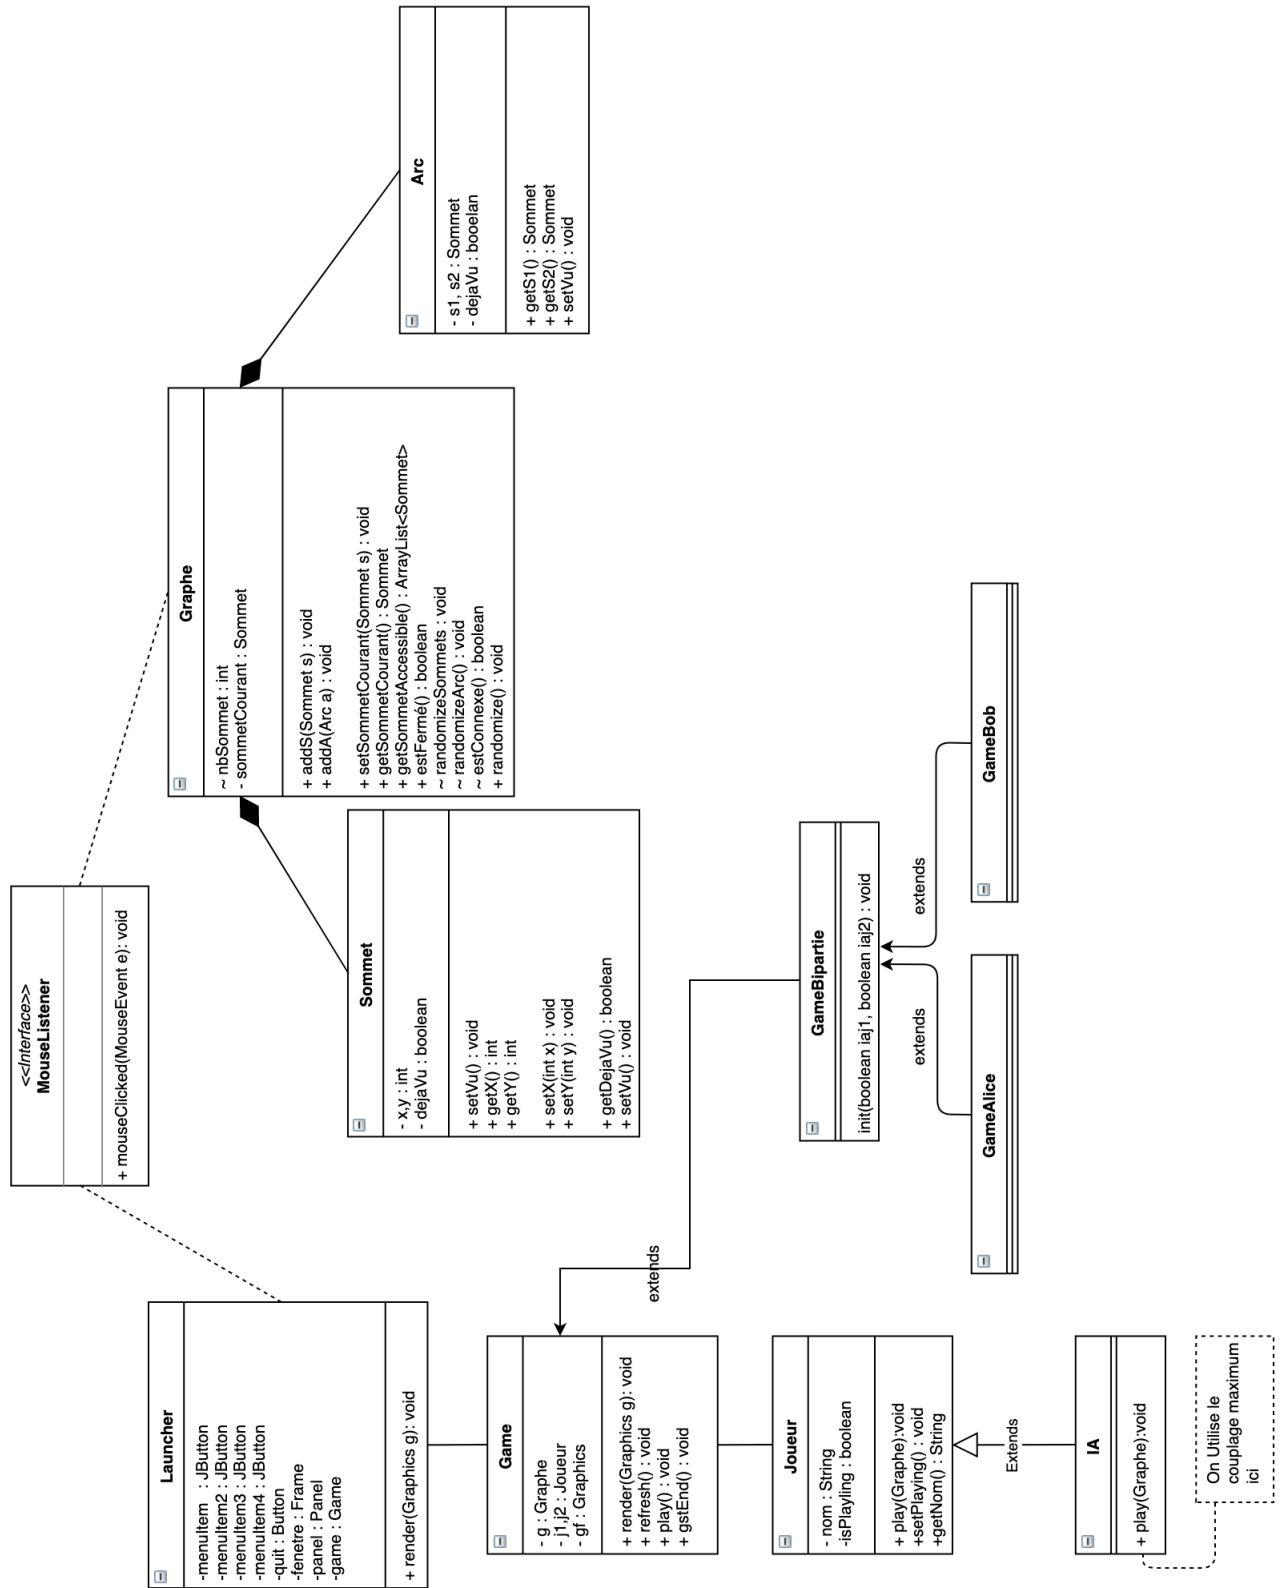 <<Interface>>
MouseListener
+ mouseClicked(MouseEvent e): void
Launcher
-menuItem : JButton
-menuItem2 : JButton
-menuItem3 : JButton
-menuItem4 : JButton
-quit : Button
-fenetre : Frame
-panel : Panel
-game : Game
+ render(Graphics g): void
Graphe
~ nbSommet : int
- sommetCourant : Sommet
+ addS(Sommet s) : void
+ addA(Arc a) : void
+ setSommetCourant(Sommet s) : void
+ getSommetCourant() : Sommet
+ getSommetAccessible() : ArrayList<Sommet>
+ estFermé() : boolean
~ randomizeSommets : void
~ randomizeArc() : void
~ estConnexe() : boolean
+ randomize() : void
Arc
- s1, s2 : Sommet
- dejaVu : booelan
+ getS1() : Sommet
+ getS2() : Sommet
+ setVu() : void
Sommet
- x,y : int
- dejaVu : boolean
+ setVu() : void
+ getX() : int
+ getY() : int
+ setX(int x) : void
+ setY(int y) : void
+ getDejaVu() : boolean
+ setVu() : void
Game
- g : Graphe
- j1,j2 : Joueur
- gf : Graphics
+ render(Graphics g): void
+ refresh() : void
+ play() : void
+ gstEnd() : void
extends
Joueur
- nom : String
-isPlayling : boolean
+ play(Graphe):void
+setPlaying() : void
+getNom() : String
GameBipartie
init(boolean iaj1, boolean iaj2) : void
extends
extends
GameAlice
GameBob
Extends
IA
+ play(Graphe):void
On Utilise le
couplage maximum
ici